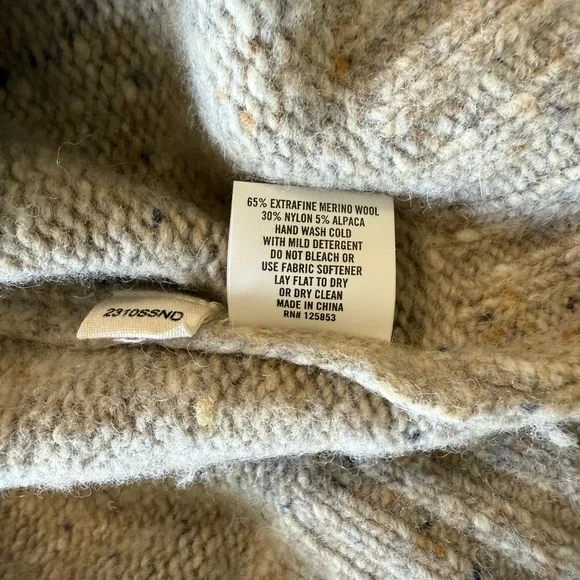 65% EXTRAFINE MERINO WOOL
30% NYLON 5% ALPACA
HAND WASH COLD
WITH MILD DETERGENT
DO NOT BLEACH OR
USE FABRIC SOFTENER
LAY FLAT TO DRY
OR DRY CLEAN
MADE IN CHINA
RN# 125853
2310SSND